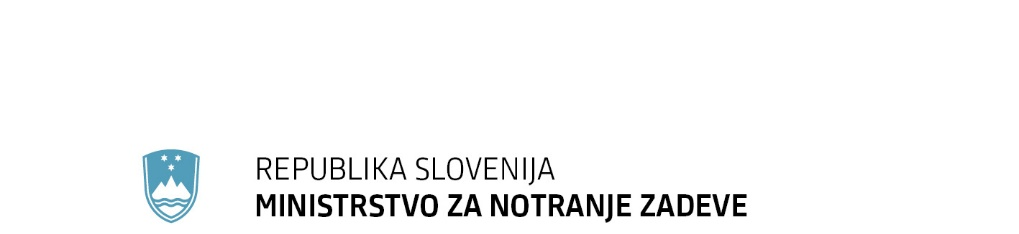 REPUBLIKA SLOVENIJA
MINISTRSTVO ZA NOTRANJE ZADEVE